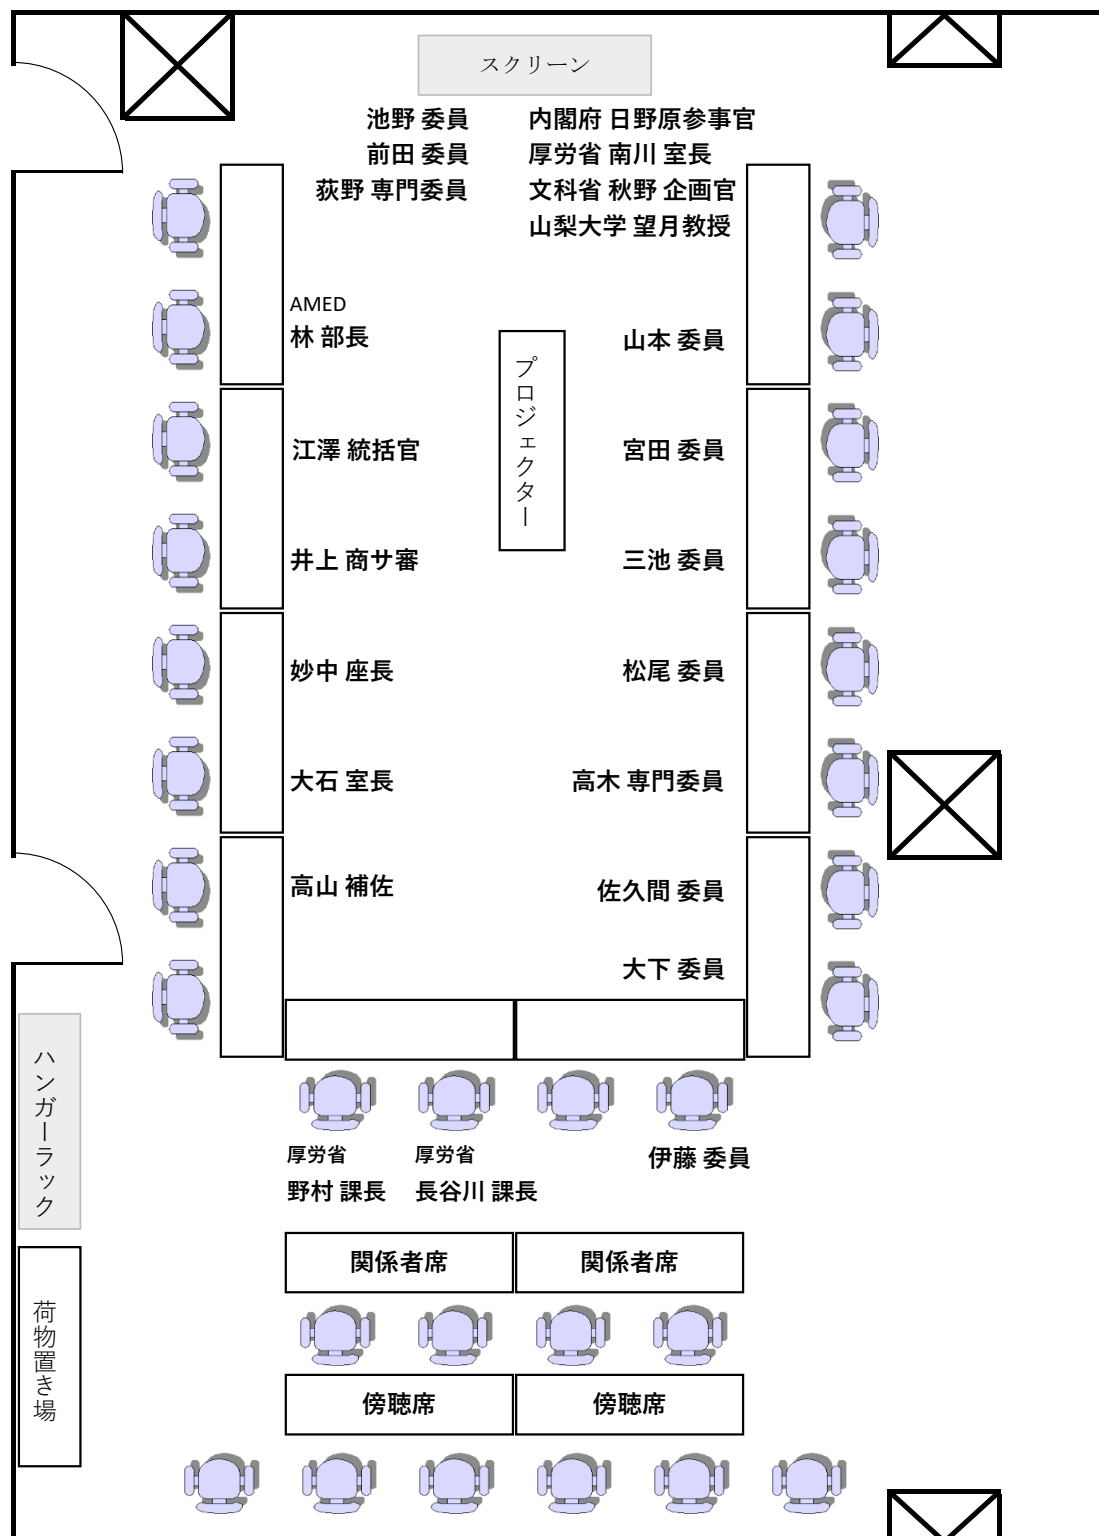 スクリーン
池野 委員
前田 委員
荻野 専門委員
内閣府 日野原参事官
厚労省 南川 室長
文科省 秋野 企画官
山梨大学 望月教授
AMED
林 部長
山本 委員
プロジェクター
江澤 統括官
宮田 委員
井上 商サ審
三池 委員
妙中 座長
松尾 委員
大石 室長
高木 専門委員
高山 補佐
佐久間 委員
大下 委員
ハンガーラック
厚労省
野村 課長
厚労省
長谷川 課長
伊藤 委員
関係者席
関係者席
荷物置き場
傍聴席
傍聴席